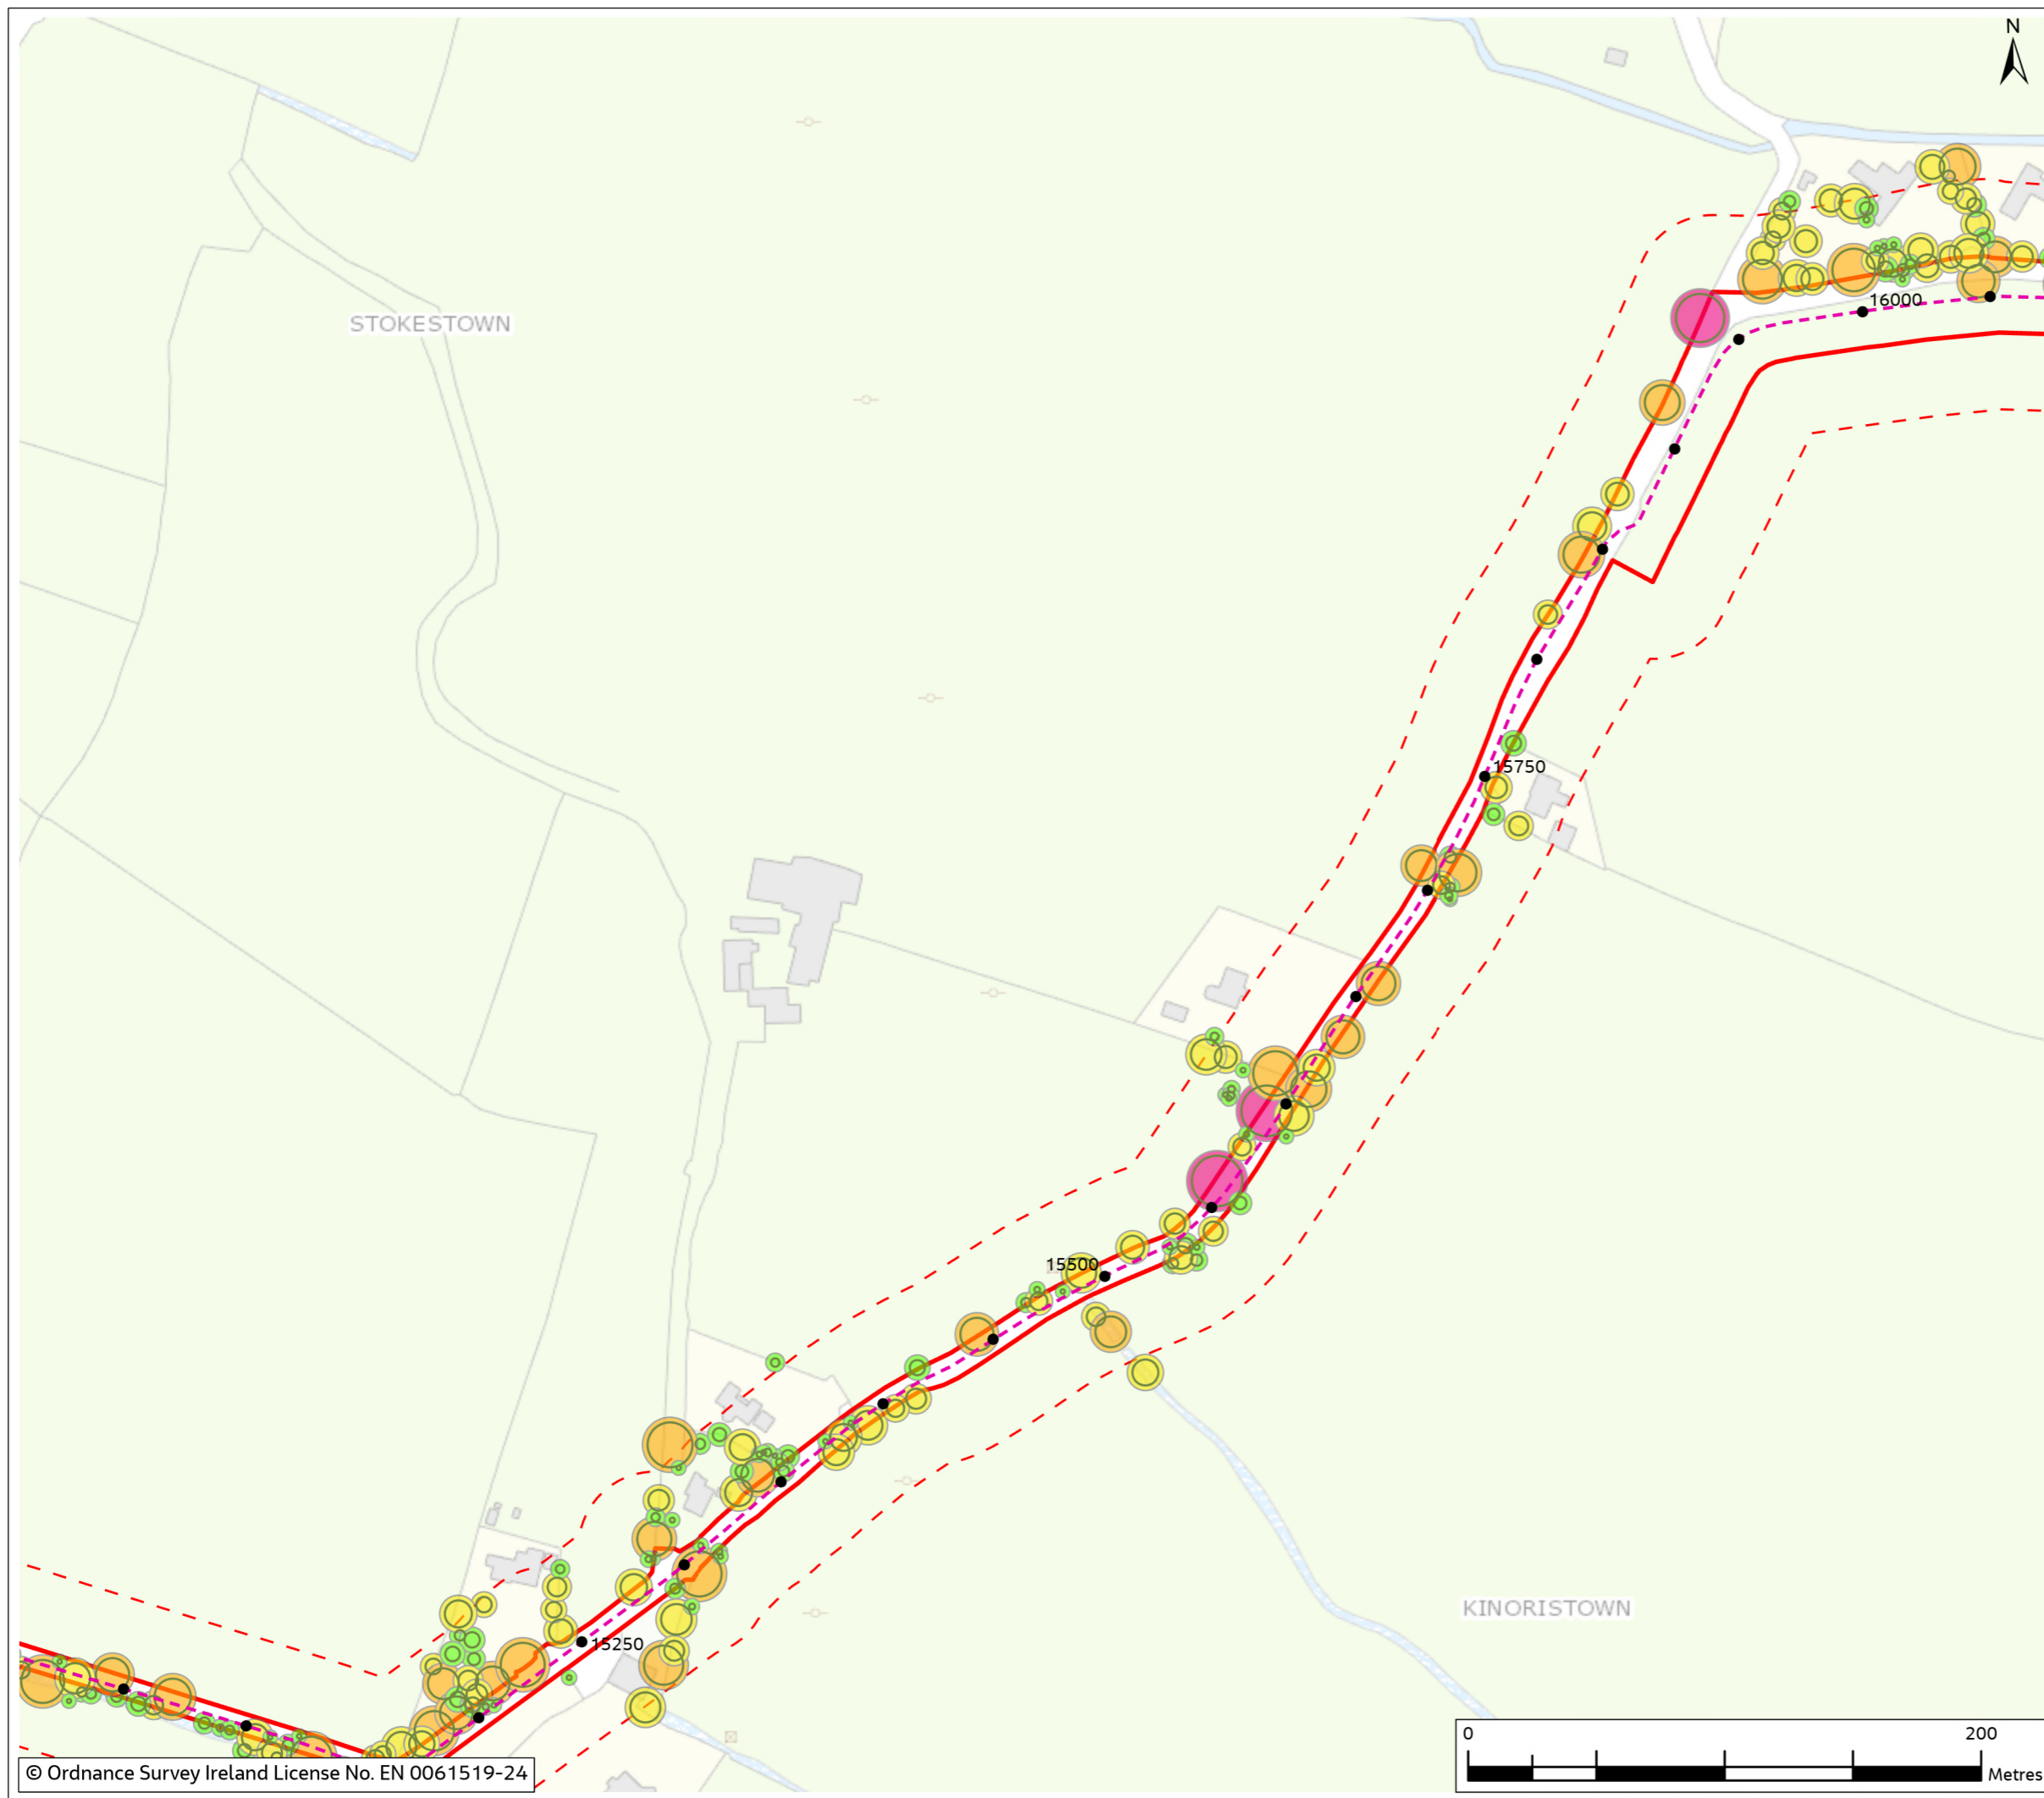 N
STOKESTOWN
16000
15750
15500
15250
KINORISTOWN
0 200
Metres
© Ordnance Survey Ireland License No. EN 0061519-24